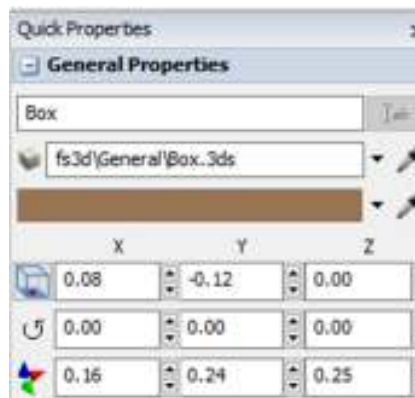 Quick Properties
General Properties
Box
fs3d\General\Box.3ds
X Y Z
0.08 -0.12 0.00
0.00 0.00 0.00
0.16 0.24 0.25